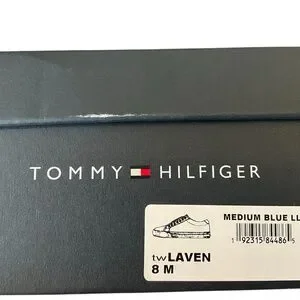 TOMMY HILFIGER
MEDIUM BLUE LL
1 92315 84486 5
twLAVEN
8 M